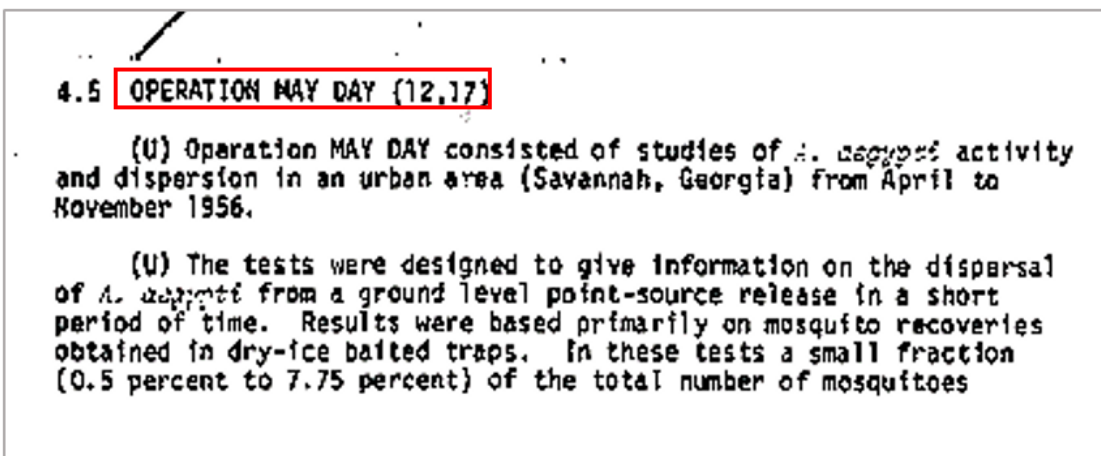 4.5 OPERATION MAY DAY (12,17)
(U) Operation MAY DAY consisted of studies of A. aegypti activity
and dispersion in an urban area (Savannah, Georgia) from April to
November 1956.
(U) The tests were designed to give information on the dispersal
of A. aegypti from a ground level point-source release in a short
period of time. Results were based primarily on mosquito recoveries
obtained in dry-ice baited traps. In these tests a small fraction
(0.5 percent to 7.75 percent) of the total number of mosquitoes